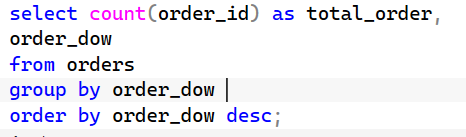 select count(order_id) as total_order,
order_dow
from orders
group by order_dow
order by order_dow desc;